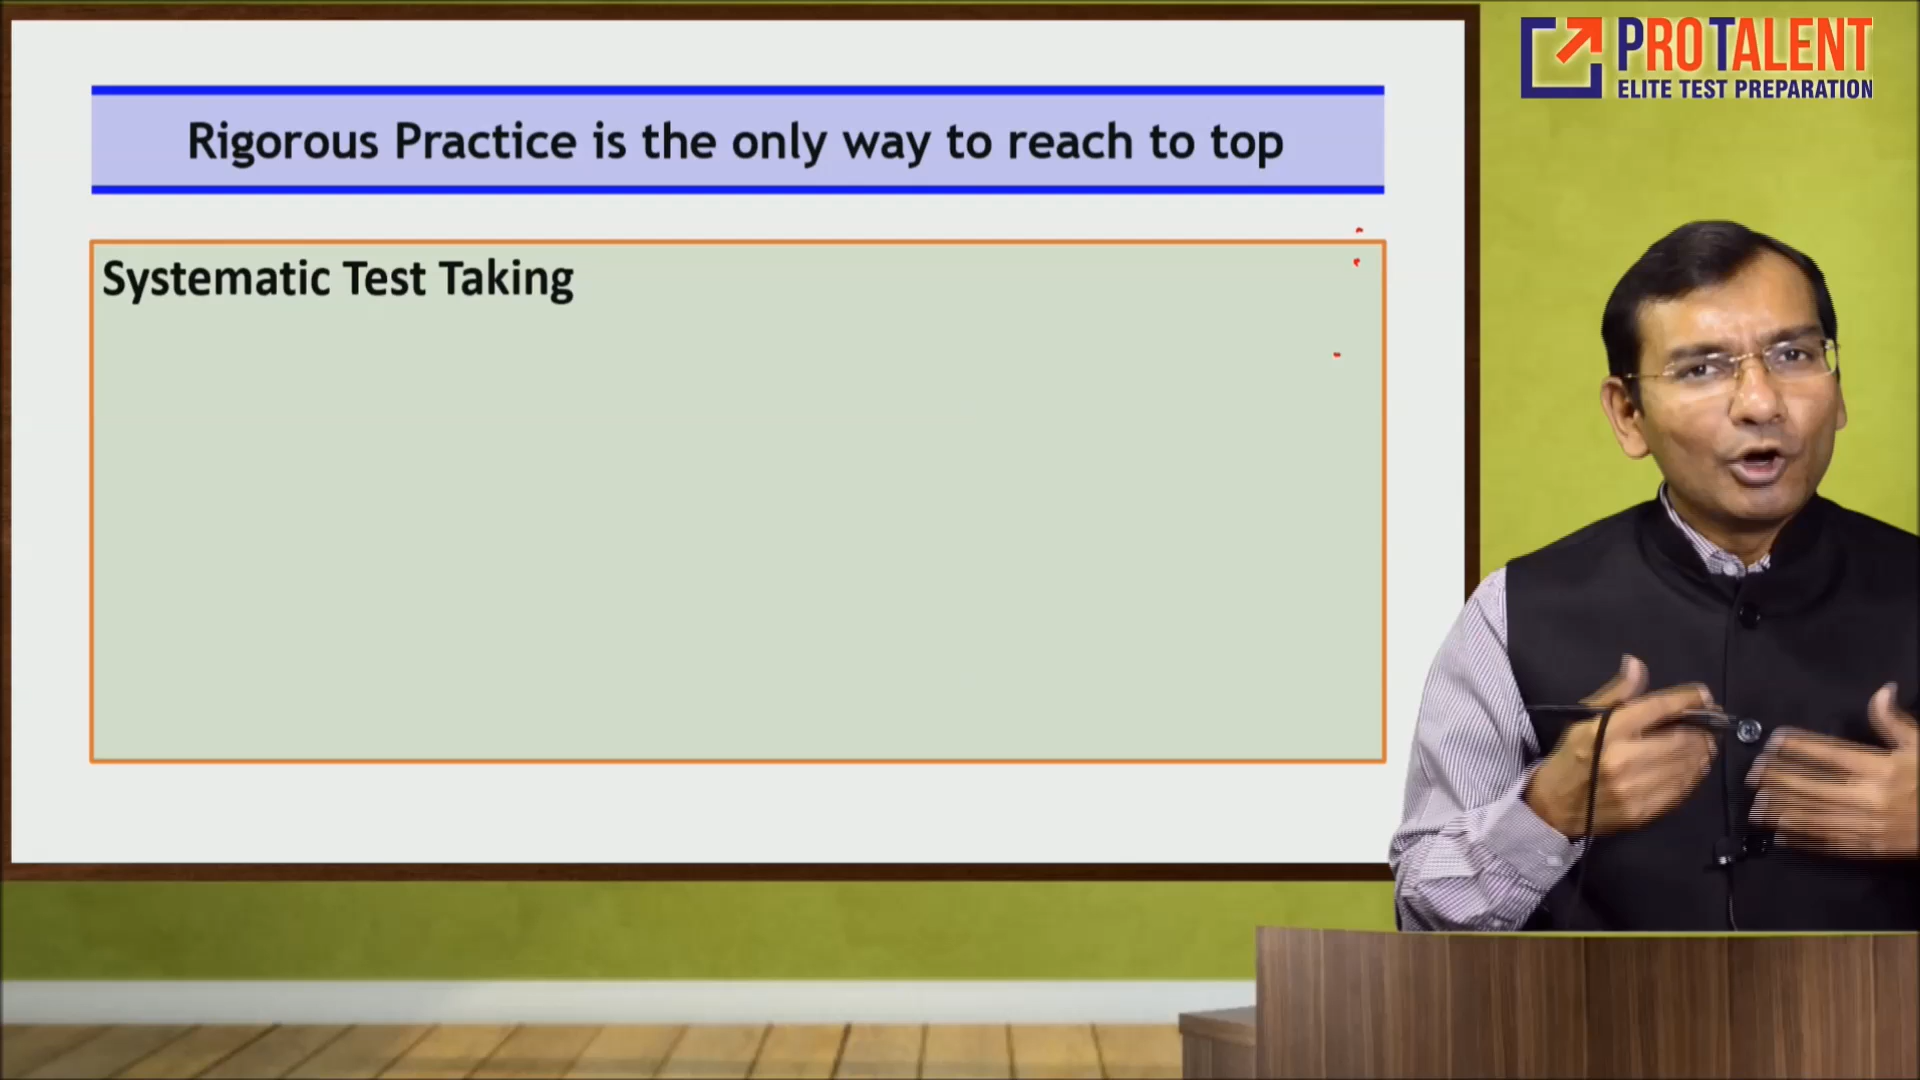 PROTALENT
ELITE TEST PREPARATION
Rigorous Practice is the only way to reach to top
Systematic Test Taking